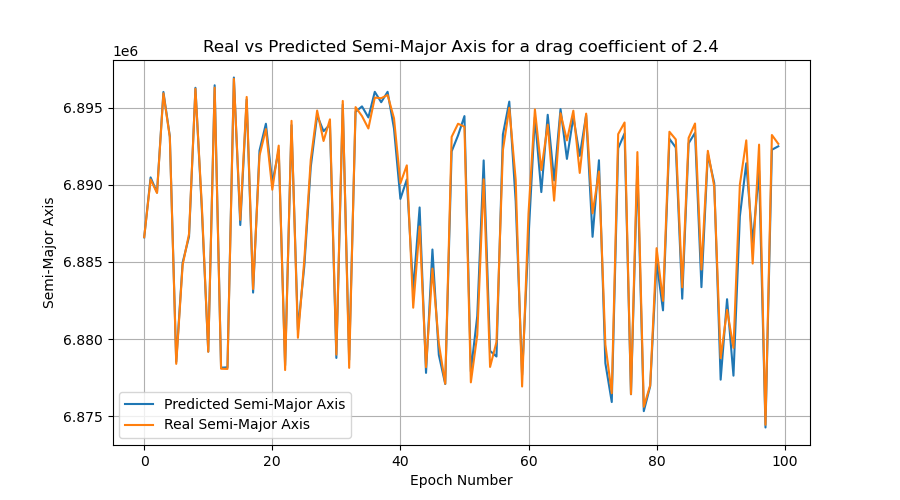 Real vs Predicted Semi-Major Axis for a drag coefficient of 2.4
1e6
6.895
6.890
6.885
6.880
6.875
Semi-Major Axis
Predicted Semi-Major Axis
Real Semi-Major Axis
0 20 40 60 80 100
Epoch Number